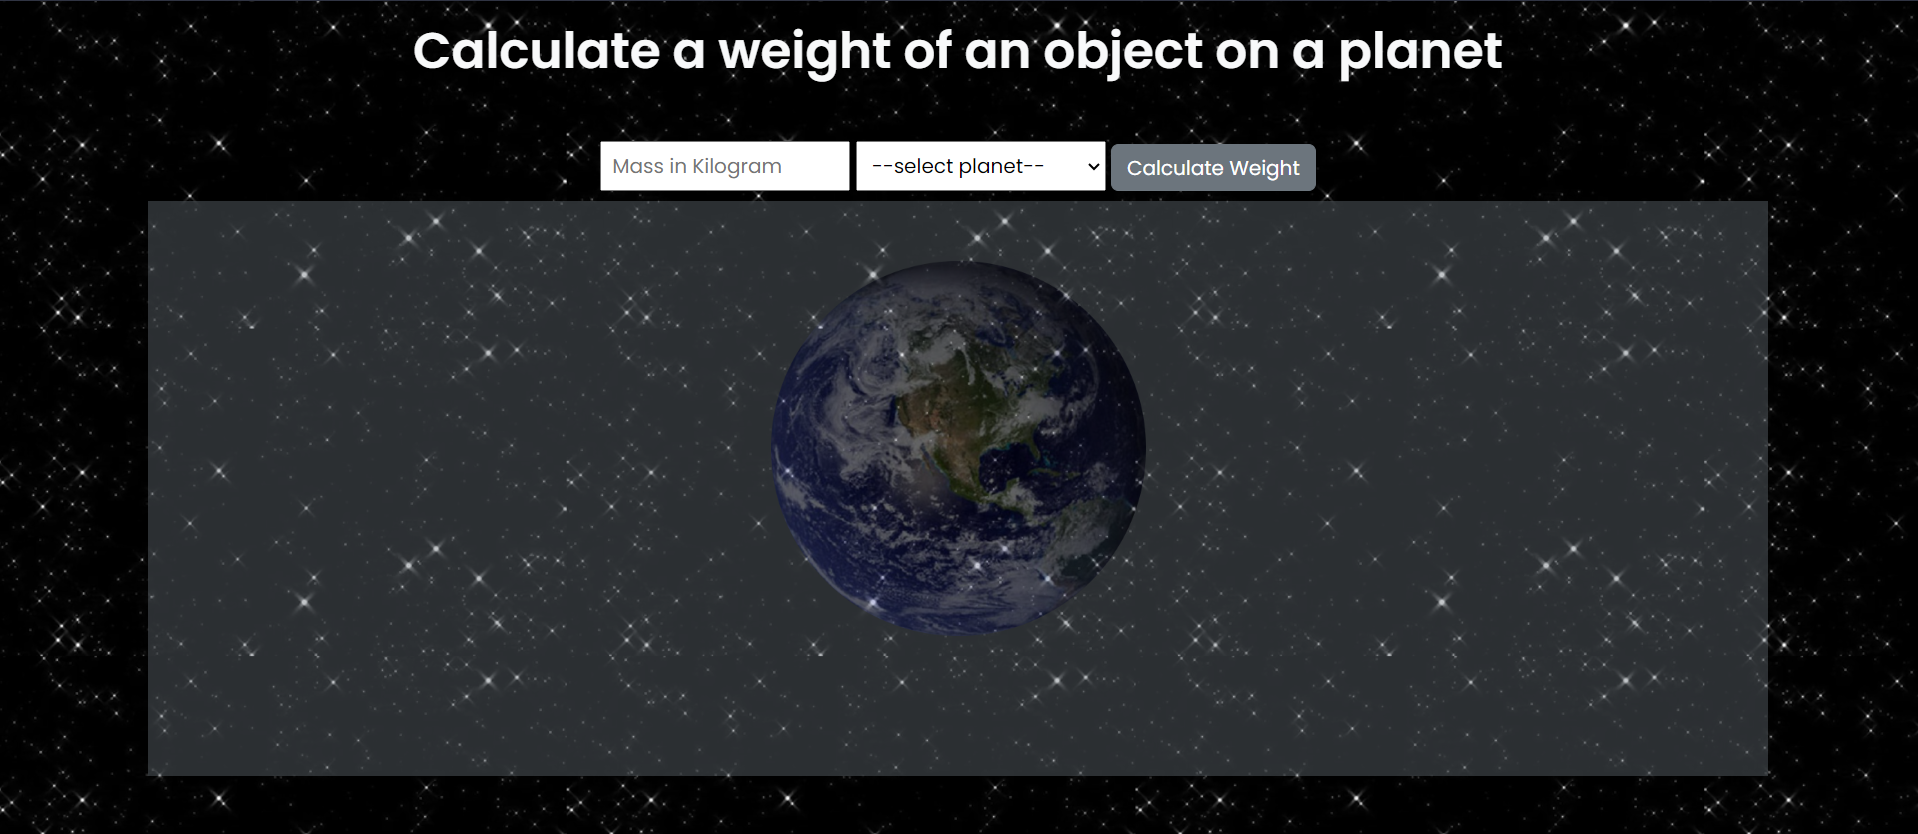 Calculate a weight of an object on a planet
Mass in Kilogram --select planet-- Calculate Weight